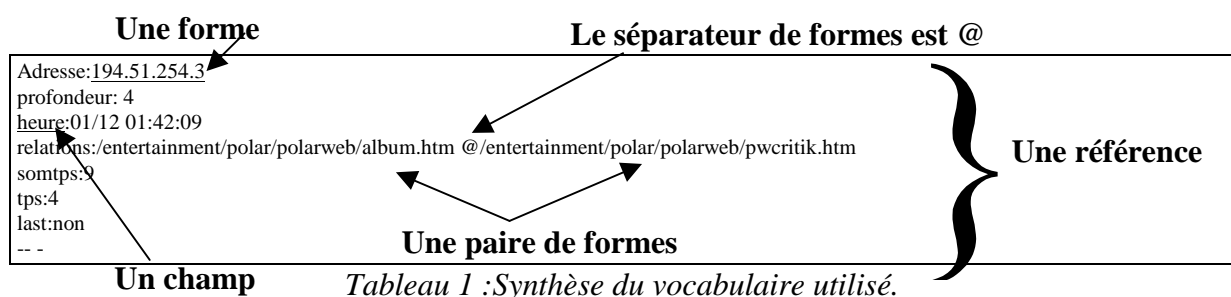 Une forme
Le séparateur de formes est @
Adresse:194.51.254.3
profondeur: 4
heure:01/12 01:42:09
relations:/entertainment/polar/polarweb/album.htm @/entertainment/polar/polarweb/pwcritik.htm
Une référence
somtps:9
tps:4
last:non
-- -
Une paire de formes
Un champ
Tableau 1 :Synthèse du vocabulaire utilisé.